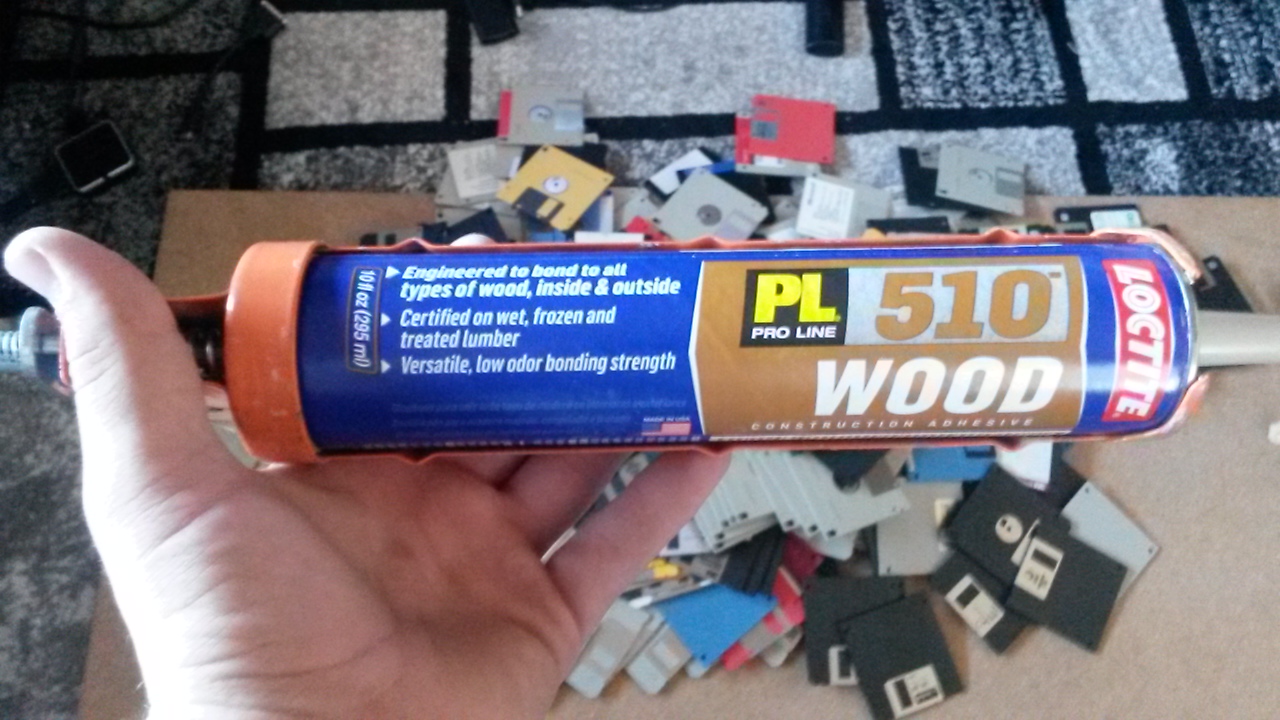 10 fl oz (295 ml)
Engineered to bond to all
types of wood, inside & outside
Certified on wet, frozen and
treated lumber
Versatile, low odor bonding strength
MADE IN USA
PL
PRO LINE
510
WOOD
CONSTRUCTION ADHESIVE
LOCTITE